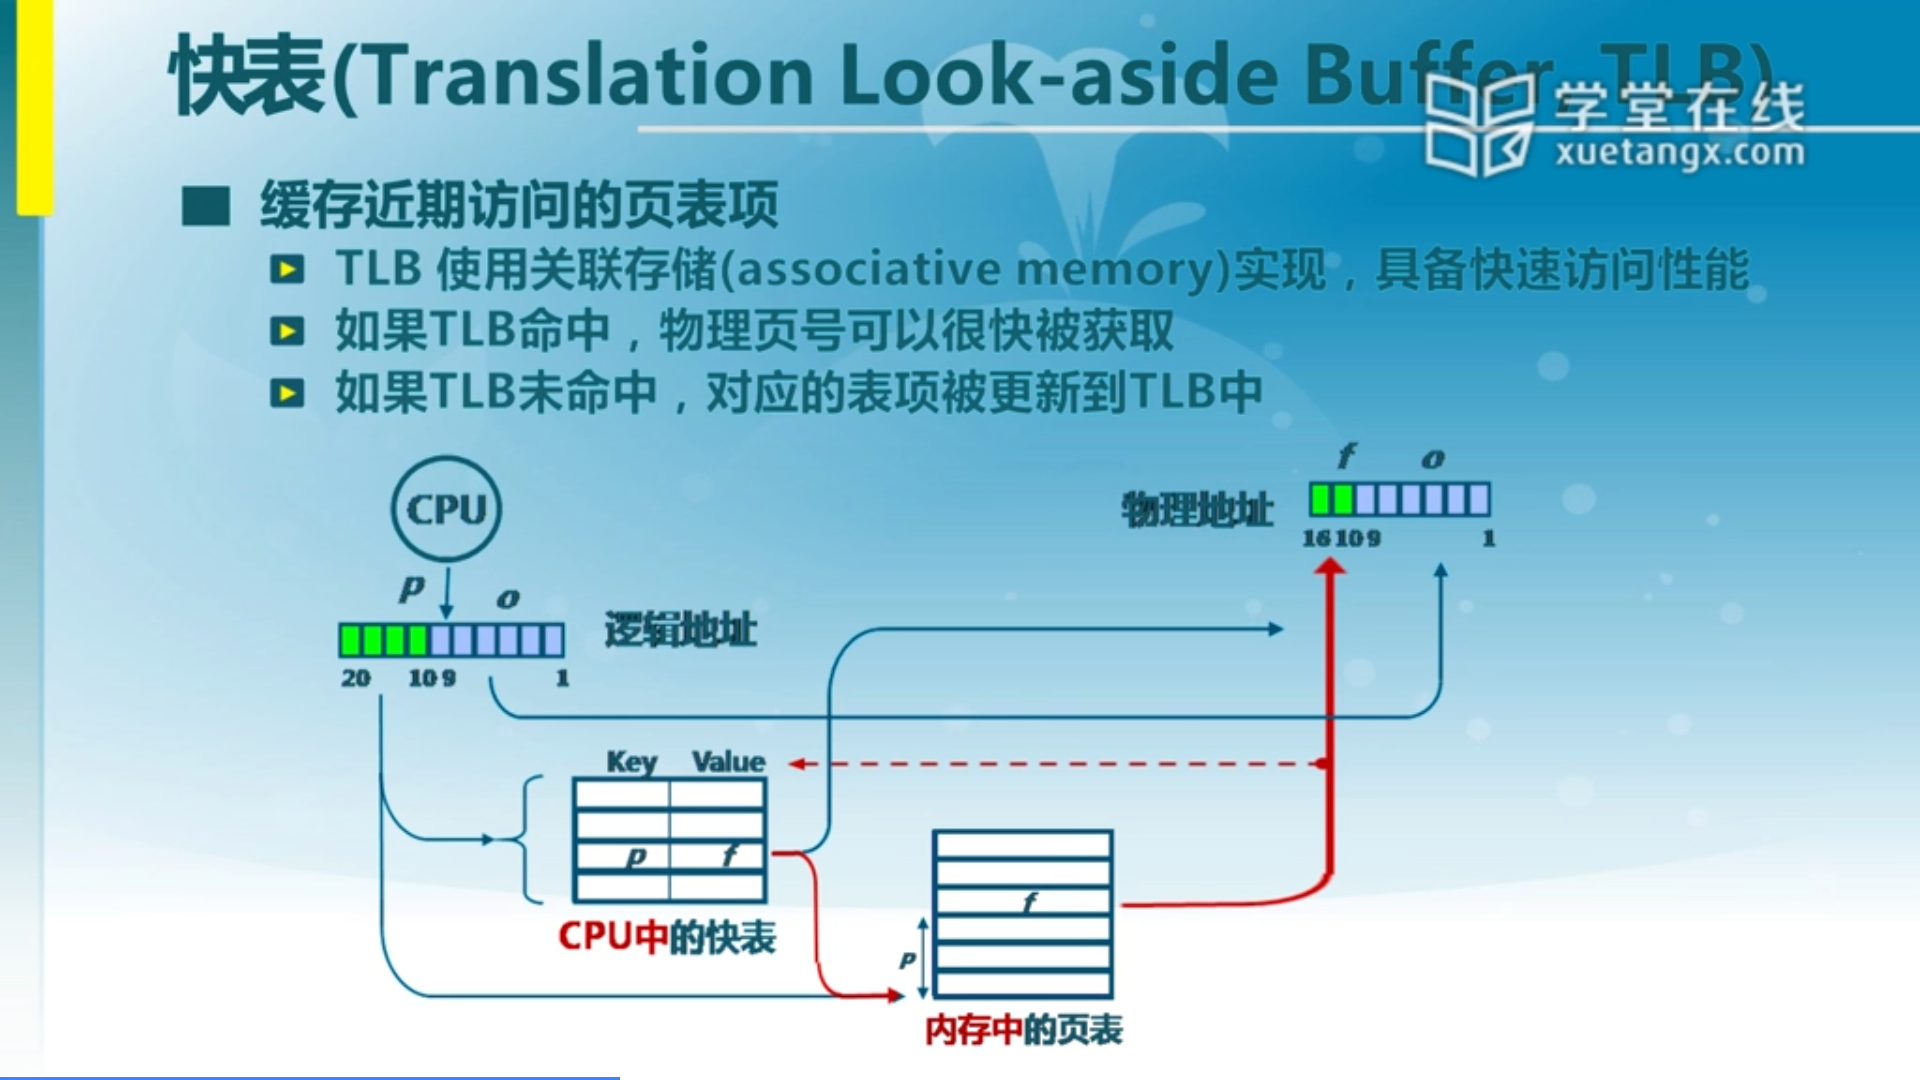 快表(Translation Look-aside Buffer, TLB)
学堂在线
xuetangx.com
缓存近期访问的页表项
TLB 使用关联存储(associative memory)实现，具备快速访问性能
如果TLB命中，物理页号可以很快被获取
如果TLB未命中，对应的表项被更新到TLB中
f o
CPU
物理地址
16 10 9 1
p o
逻辑地址
20 10 9 1
Key Value
p f
f
CPU中的快表
p
内存中的页表